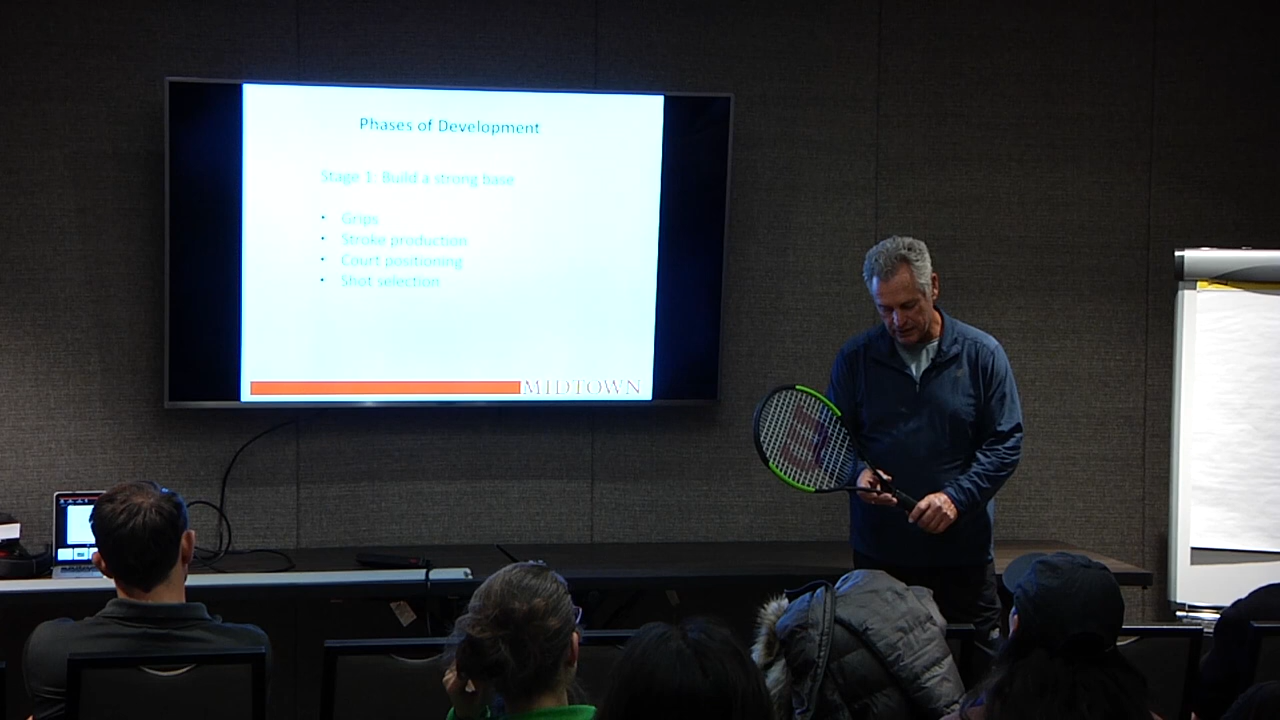 Phases of Development
Stage 1: Build a strong base
• Grips
• Stroke production
• Court positioning
• Shot selection
MIDTOWN
W